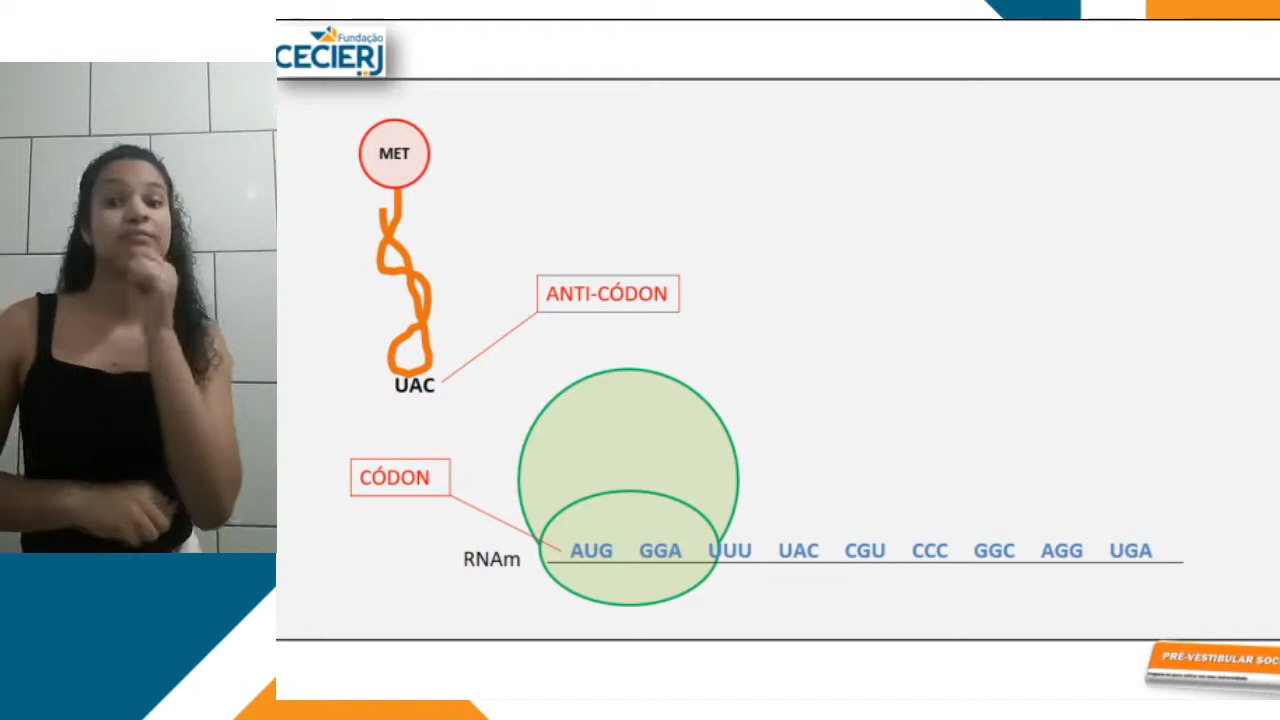 Fundação
CECIERJ
MET
ANTI-CÓDON
UAC
CÓDON
RNAm
AUG GGA UUU UAC CGU CCC GGC AGG UGA
PRÉ-VESTIBULAR SOC